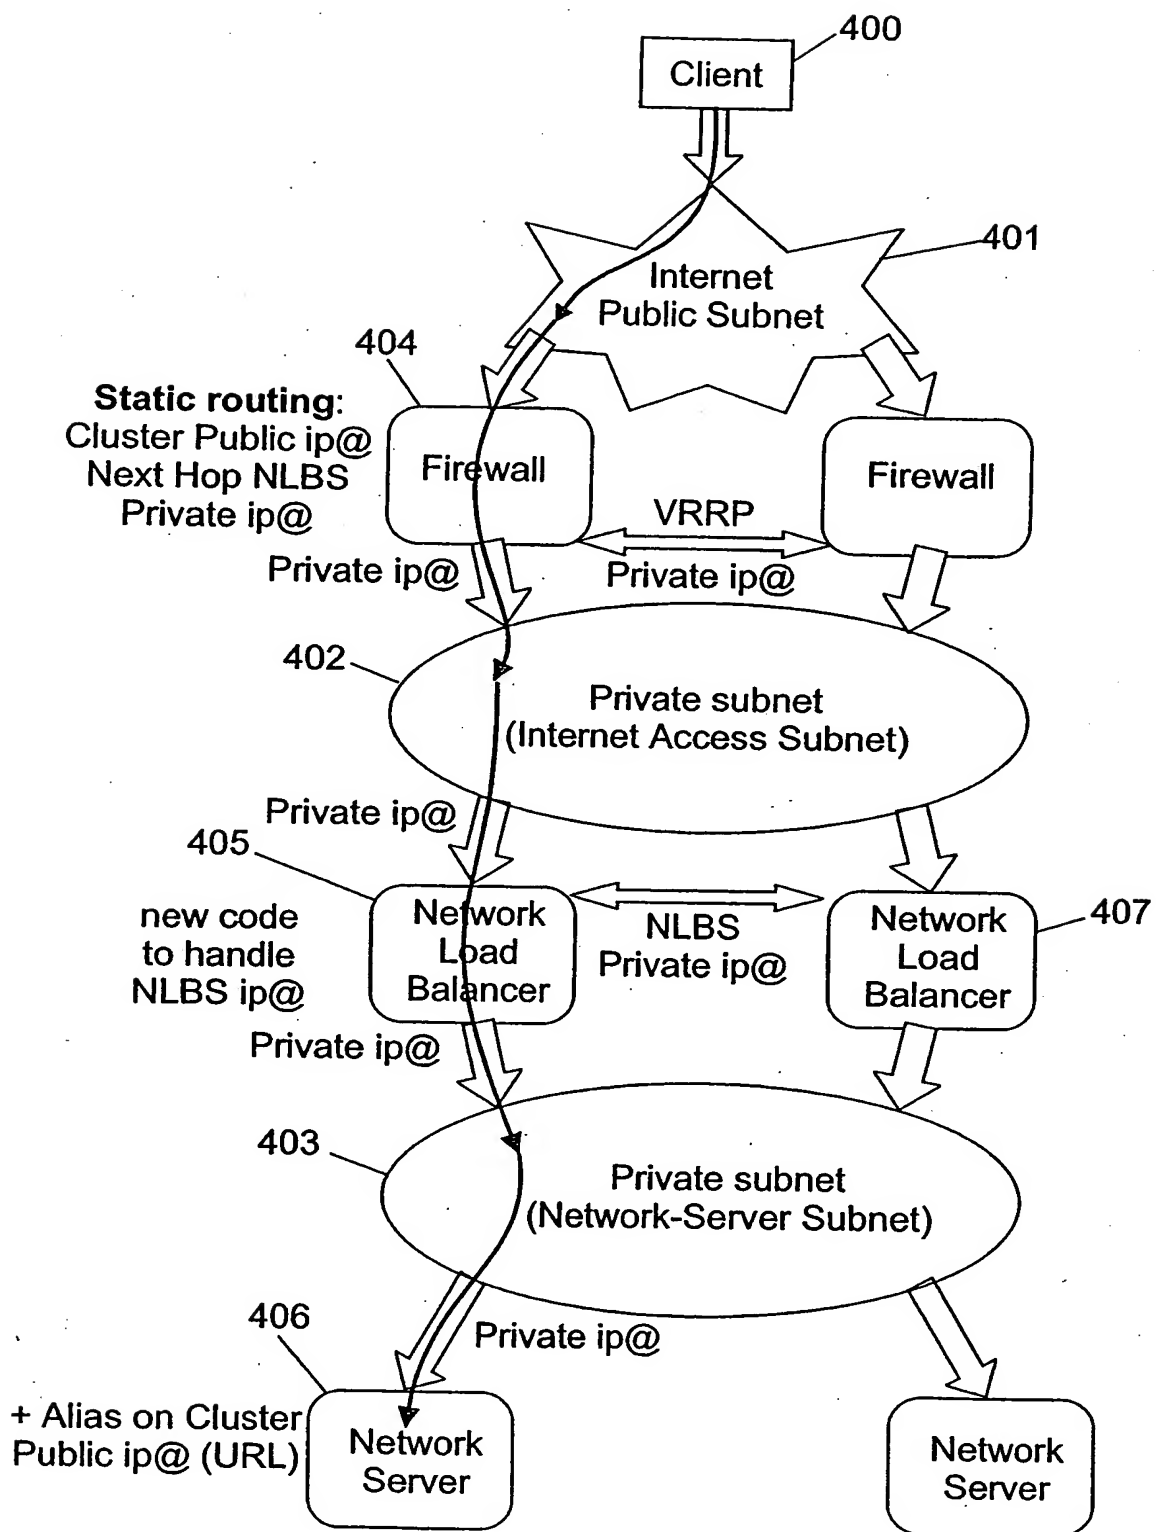 400
Client
401
Internet
Public Subnet
404
Static routing:
Cluster Public ip@
Next Hop NLBS
Private ip@
Firewall
Firewall
VRRP
Private ip@
Private ip@
402
Private subnet
(Internet Access Subnet)
Private ip@
405
new code
to handle
NLBS ip@
Network
Load
Balancer
NLBS
Private ip@
Network
Load
Balancer
407
Private ip@
403
Private subnet
(Network-Server Subnet)
406
Private ip@
+ Alias on Cluster
Public ip@ (URL)
Network
Server
Network
Server